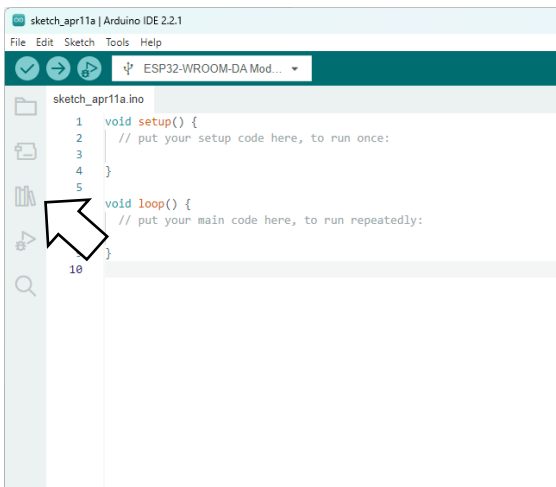 sketch_apr11a | Arduino IDE 2.2.1
File Edit Sketch Tools Help
ESP32-WROOM-DA Mod...
sketch_apr11a.ino
1 void setup() {
2 // put your setup code here, to run once:
3
4 }
5
void loop() {
// put your main code here, to run repeatedly:
}
10